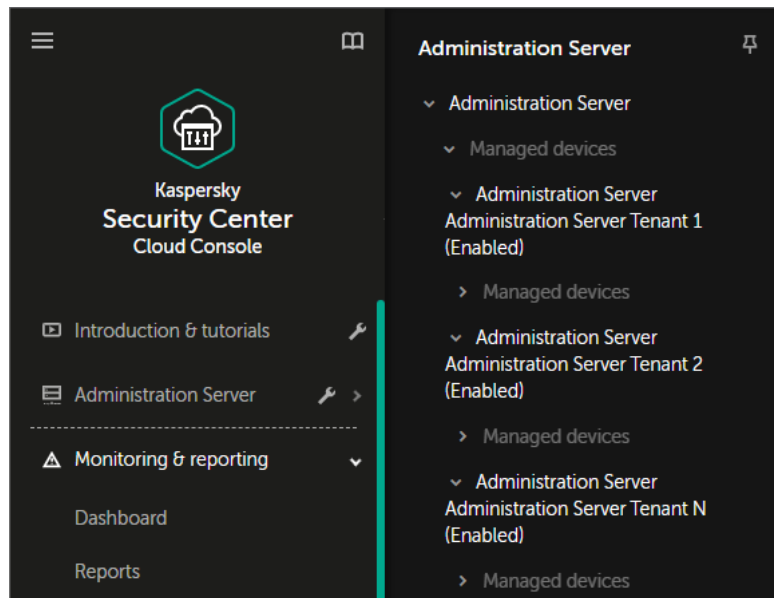 Kaspersky
Security Center
Cloud Console
Introduction & tutorials
Administration Server
Monitoring & reporting
Dashboard
Reports
Administration Server
Administration Server
Managed devices
Administration Server
Administration Server Tenant 1
(Enabled)
Managed devices
Administration Server
Administration Server Tenant 2
(Enabled)
Managed devices
Administration Server
Administration Server Tenant N
(Enabled)
Managed devices